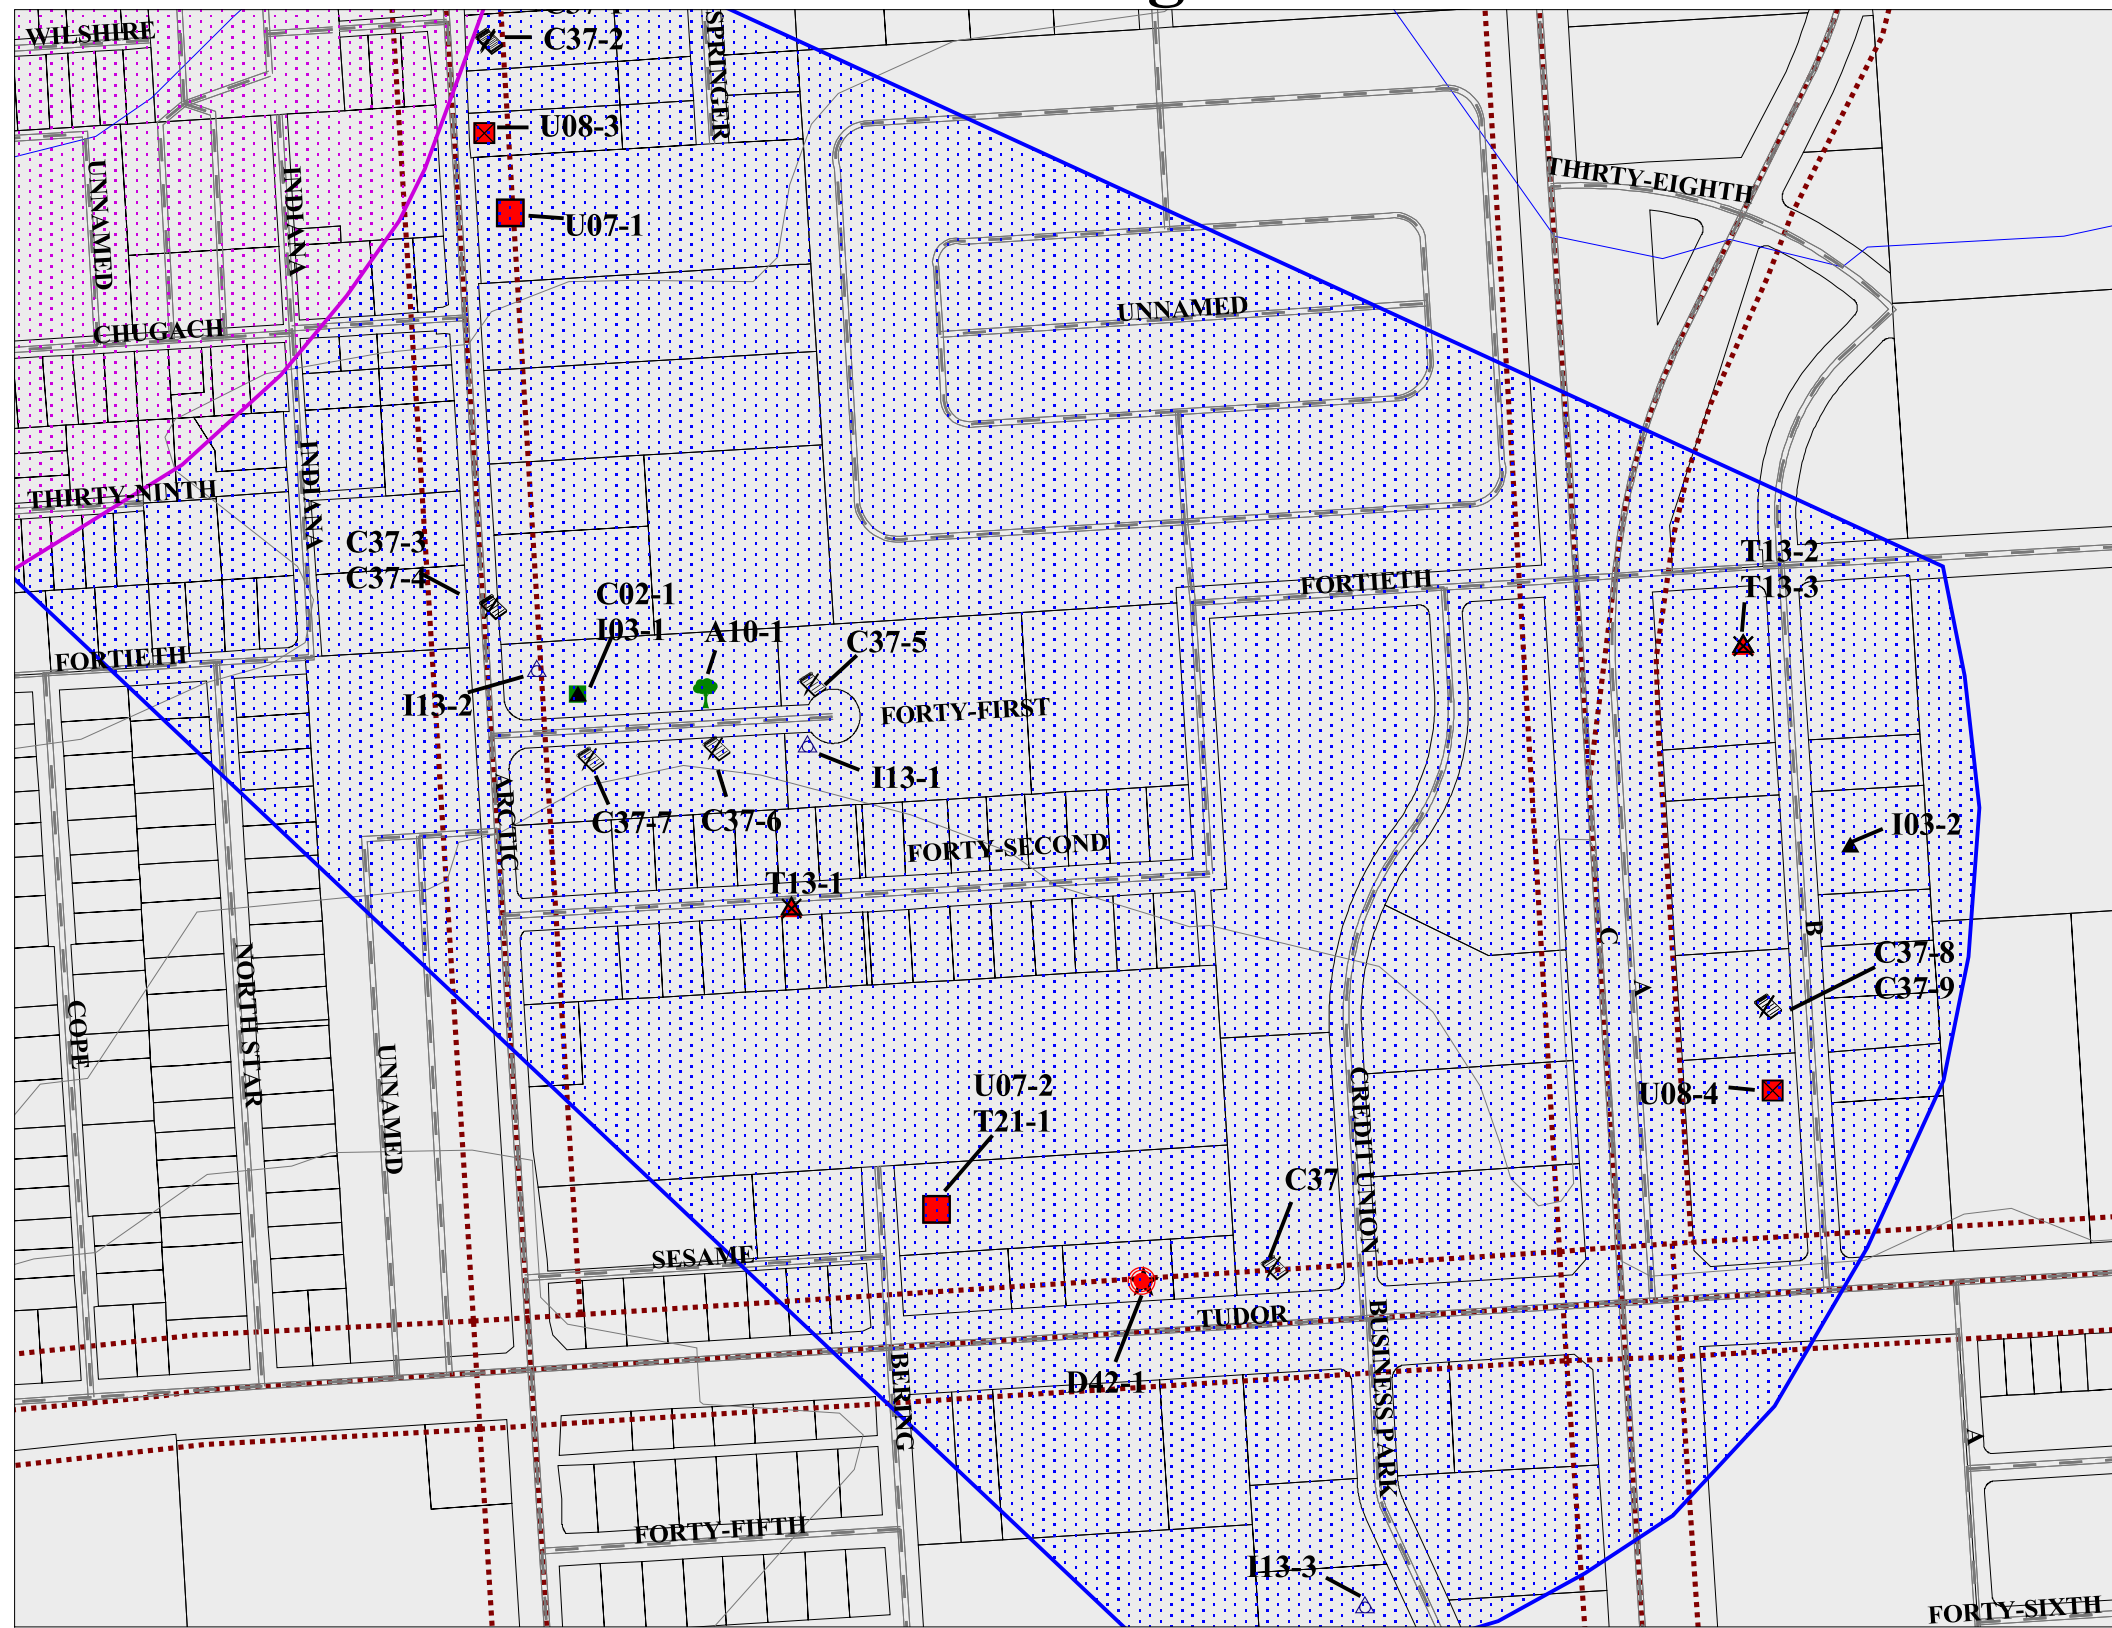 C37-2
WILSHIRE
SPRINGER
U08-3
UNNAMED
INDIANA
THIRTY-EIGHTH
U07-1
UNNAMED
CHUGACH
INDIANA
THIRTY-NINTH
C37-3
C37-4
T13-2
T13-3
FORTIETH
C02-1
I03-1
A10-1
C37-5
FORTIETH
I13-2
FORTY-FIRST
I13-1
ARCTIC
C37-7
C37-6
I03-2
FORTY-SECOND
T13-1
C
B
C37-8
C37-9
A
NORTH STAR
COPE
UNNAMED
U07-2
T21-1
U08-4
CREDIT UNION
C37
SESAME
TUDOR
BUSINESS PARK
D42-1
BERING
A
FORTY-FIFTH
I13-3
FORTY-SIXTH